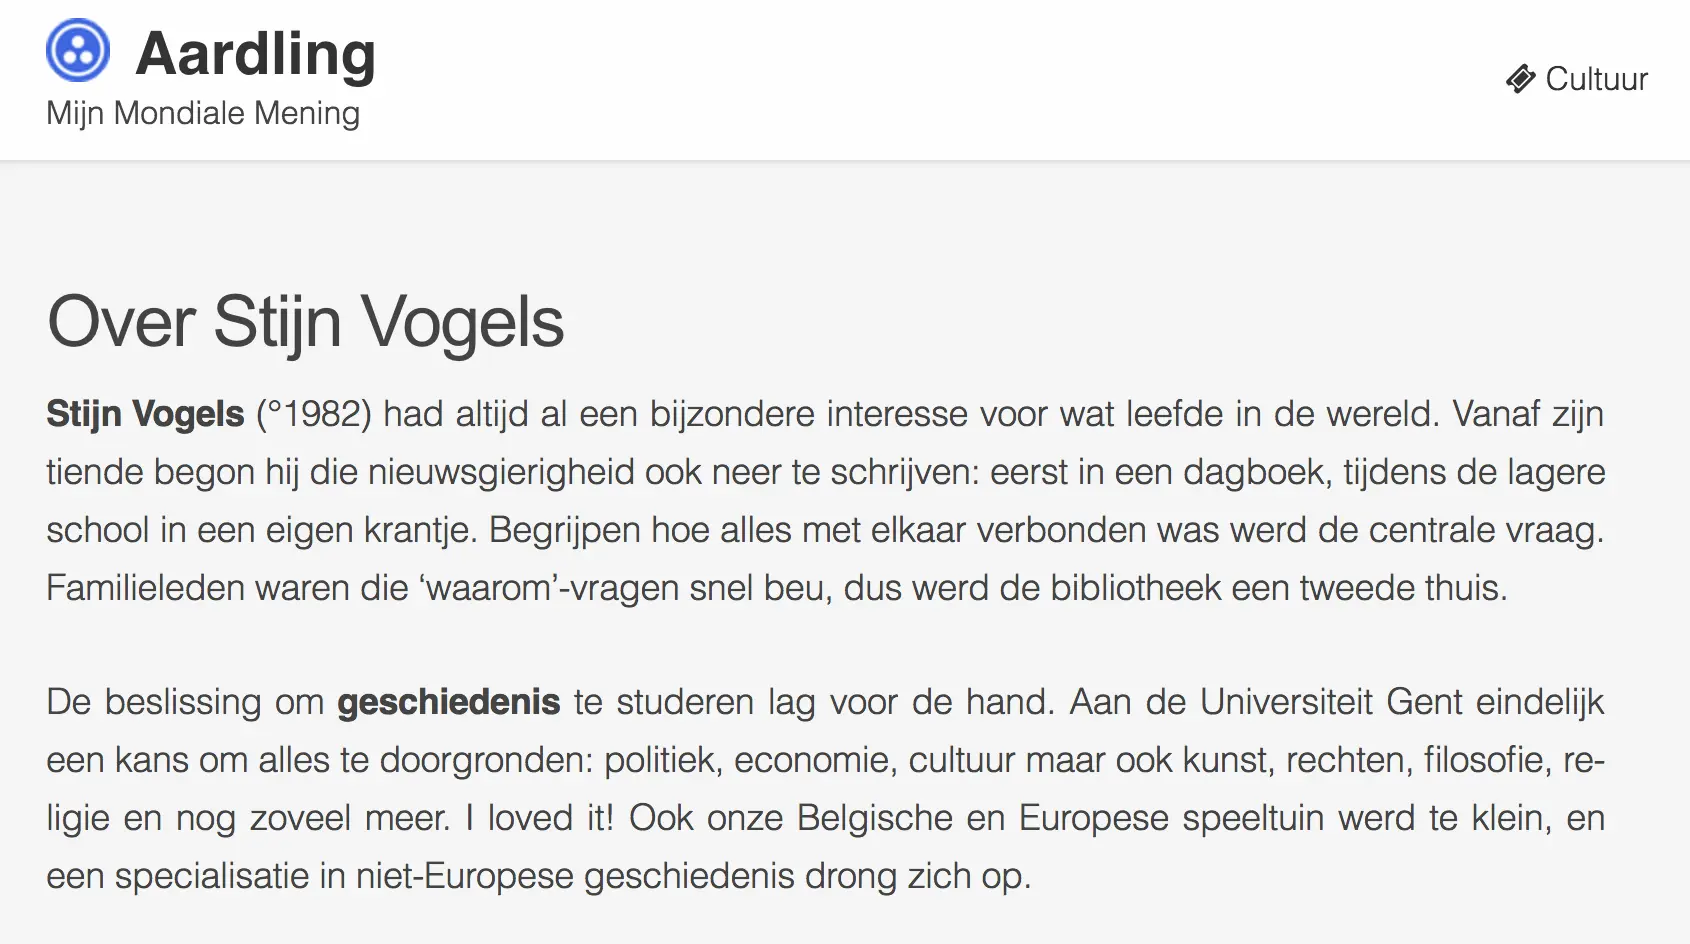 Aardling
Mijn Mondiale Mening
Cultuur
Over Stijn Vogels
Stijn Vogels (°1982) had altijd al een bijzondere interesse voor wat leefde in de wereld. Vanaf zijn
tiende begon hij die nieuwsgierigheid ook neer te schrijven: eerst in een dagboek, tijdens de lagere
school in een eigen krantje. Begrijpen hoe alles met elkaar verbonden was werd de centrale vraag.
Familieleden waren die ‘waarom’-vragen snel beu, dus werd de bibliotheek een tweede thuis.
De beslissing om geschiedenis te studeren lag voor de hand. Aan de Universiteit Gent eindelijk
een kans om alles te doorgronden: politiek, economie, cultuur maar ook kunst, rechten, filosofie, re-
ligie en nog zoveel meer. I loved it! Ook onze Belgische en Europese speeltuin werd te klein, en
een specialisatie in niet-Europese geschiedenis drong zich op.